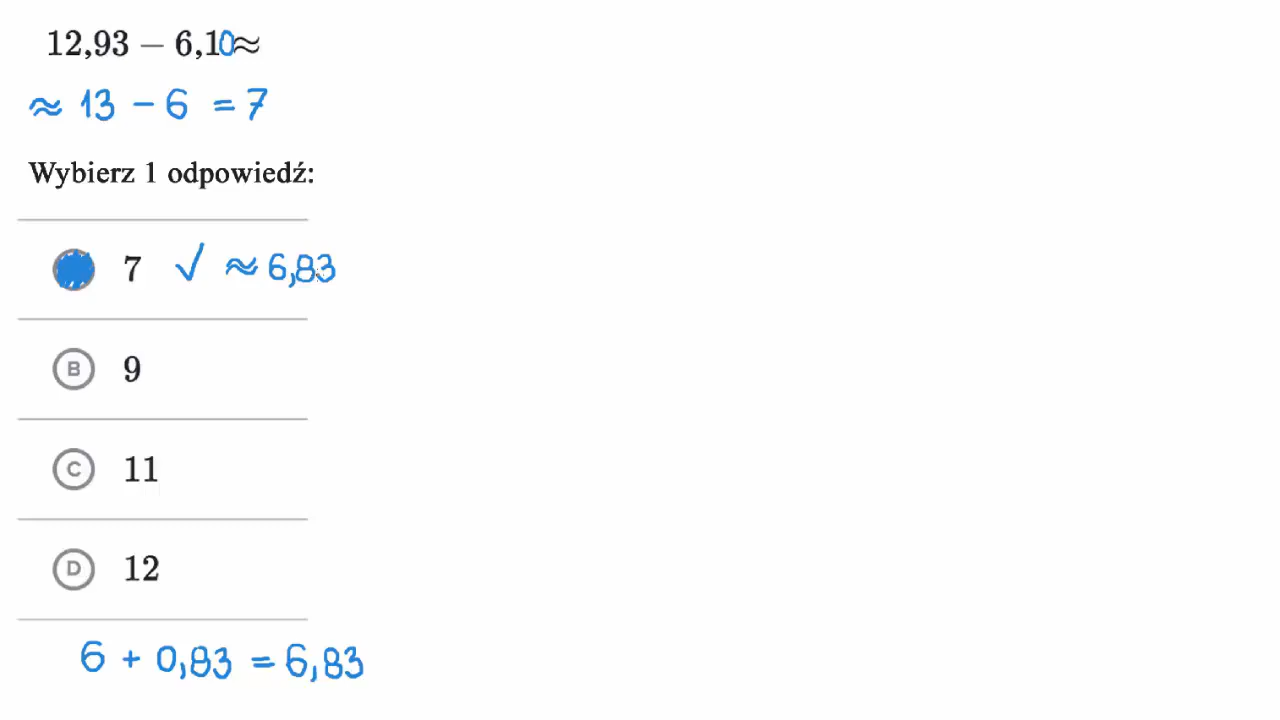 12,93 − 6,10≈
≈ 13 − 6 = 7
Wybierz 1 odpowiedź:
7 √ ≈ 6,83
B 9
C 11
D 12
6 + 0,83 = 6,83